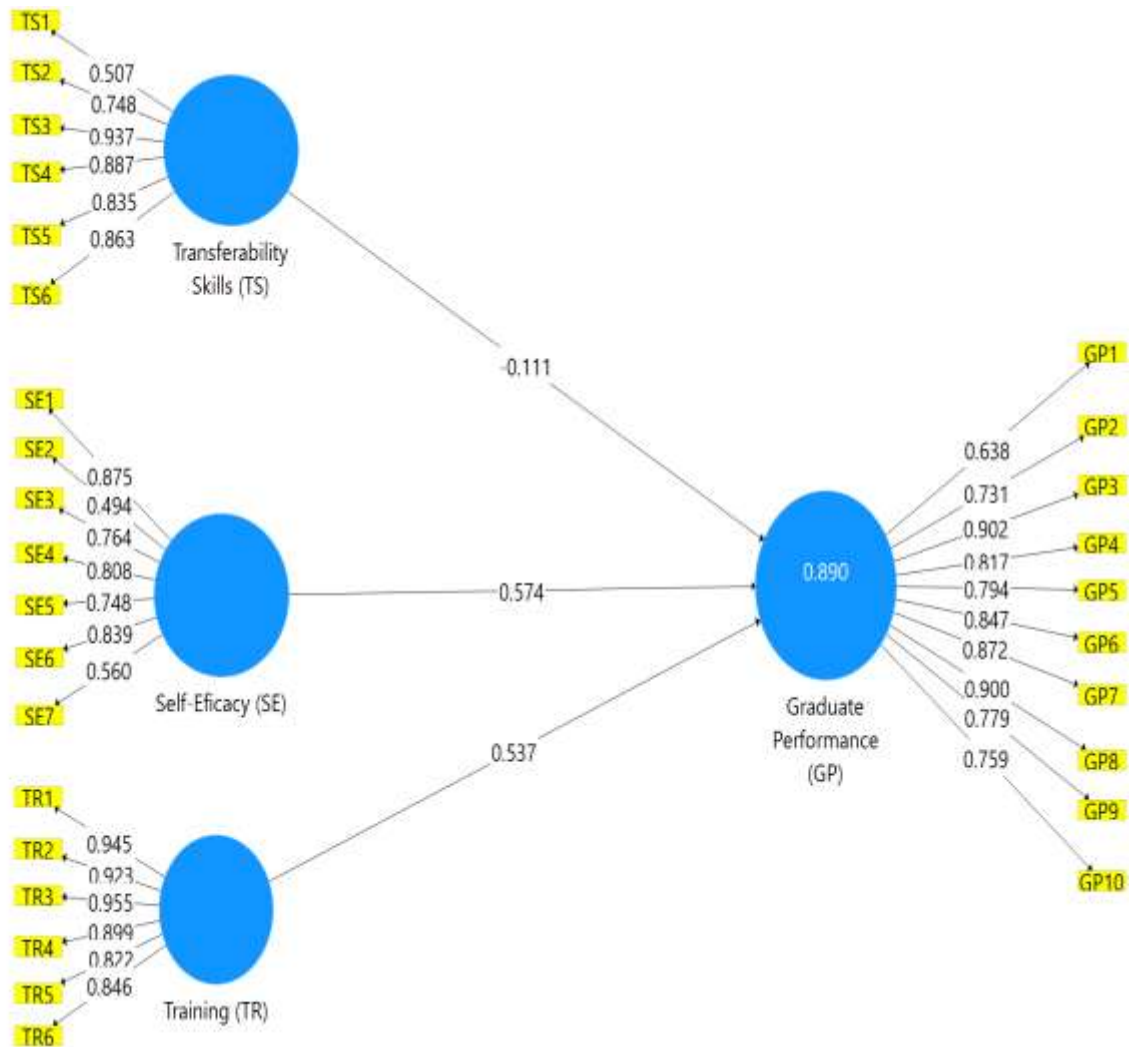 TS1
0.507
TS2
0.748
TS3
0.937
TS4
0.887
TS5
0.835
0.863
TS6
Transferability
Skills (TS)
-0.111
SE1
0.875
SE2
0.494
SE3
0.764
SE4
0.808
SE5
0.748
SE6
0.839
0.560
SE7
Self-Eficacy (SE)
0.574
TR1
0.945
TR2
0.923
TR3
0.955
TR4
0.899
0.822
TR5
0.846
TR6
Training (TR)
0.537
0.890
Graduate
Performance
(GP)
GP1
0.638
GP2
0.731
GP3
0.902
GP4
0.817
GP5
0.794
GP6
0.847
0.872
GP7
0.900
0.779
GP8
0.759
GP9
GP10